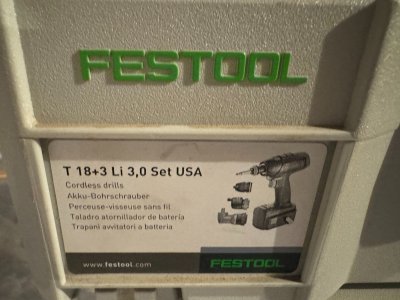 FESTOOL
T 18+3 Li 3,0 Set USA
Cordless drills
Akku-Bohrschrauber
Perceuse-visseuse sans fil
Taladro atornillador de batería
Trapani avvitatori a batteria
www.festool.com
FESTOOL